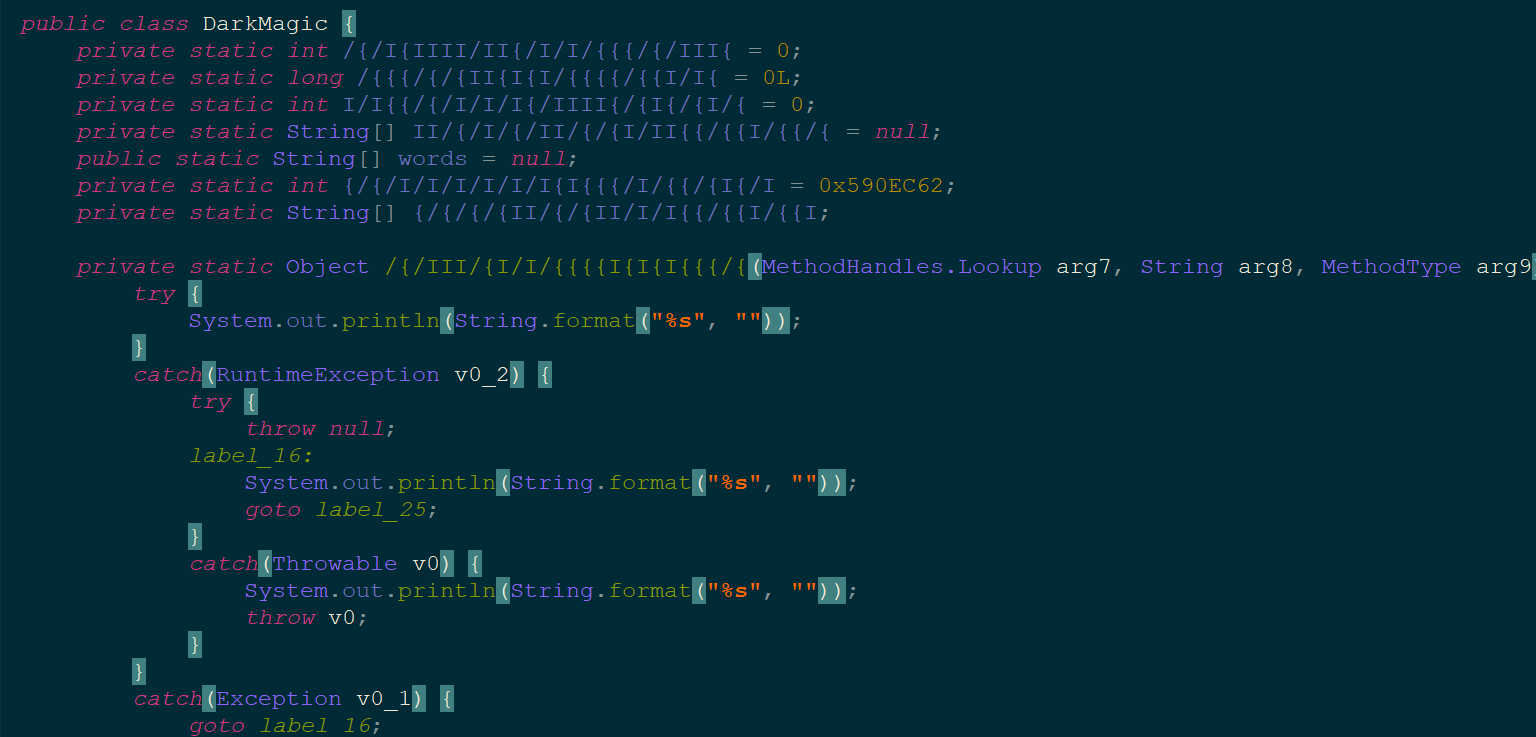 public class DarkMagic {
    private static int /{/I{IIII/II{/I/I/{{{/{/III{ = 0;
    private static long /{{{/{/{II{I{I/{{{{/{{I/I{ = 0L;
    private static int I/I{{/{/I/I/I{/IIII{/{I{/{I/{ = 0;
    private static String[] II/{/I/{/II/{/{I/II{{/{{I/{{/{ = null;
    public static String[] words = null;
    private static int {/{/I/I/I/I/I/I{I{{{/I/{{/{I{/I = 0x590EC62;
    private static String[] {/{/{/{II/{/{II/I/I{{/{{I/{{I;
    private static Object /{/III/{I/I/{{{{I{I{I{{{/{(MethodHandles.Lookup arg7, String arg8, MethodType arg9
        try {
            System.out.println(String.format("%s", ""));
        }
        catch(RuntimeException v0_2) {
            try {
                throw null;
            label_16:
                System.out.println(String.format("%s", ""));
                goto label_25;
            }
            catch(Throwable v0) {
                System.out.println(String.format("%s", ""));
                throw v0;
            }
        }
        catch(Exception v0_1) {
            goto label_16;